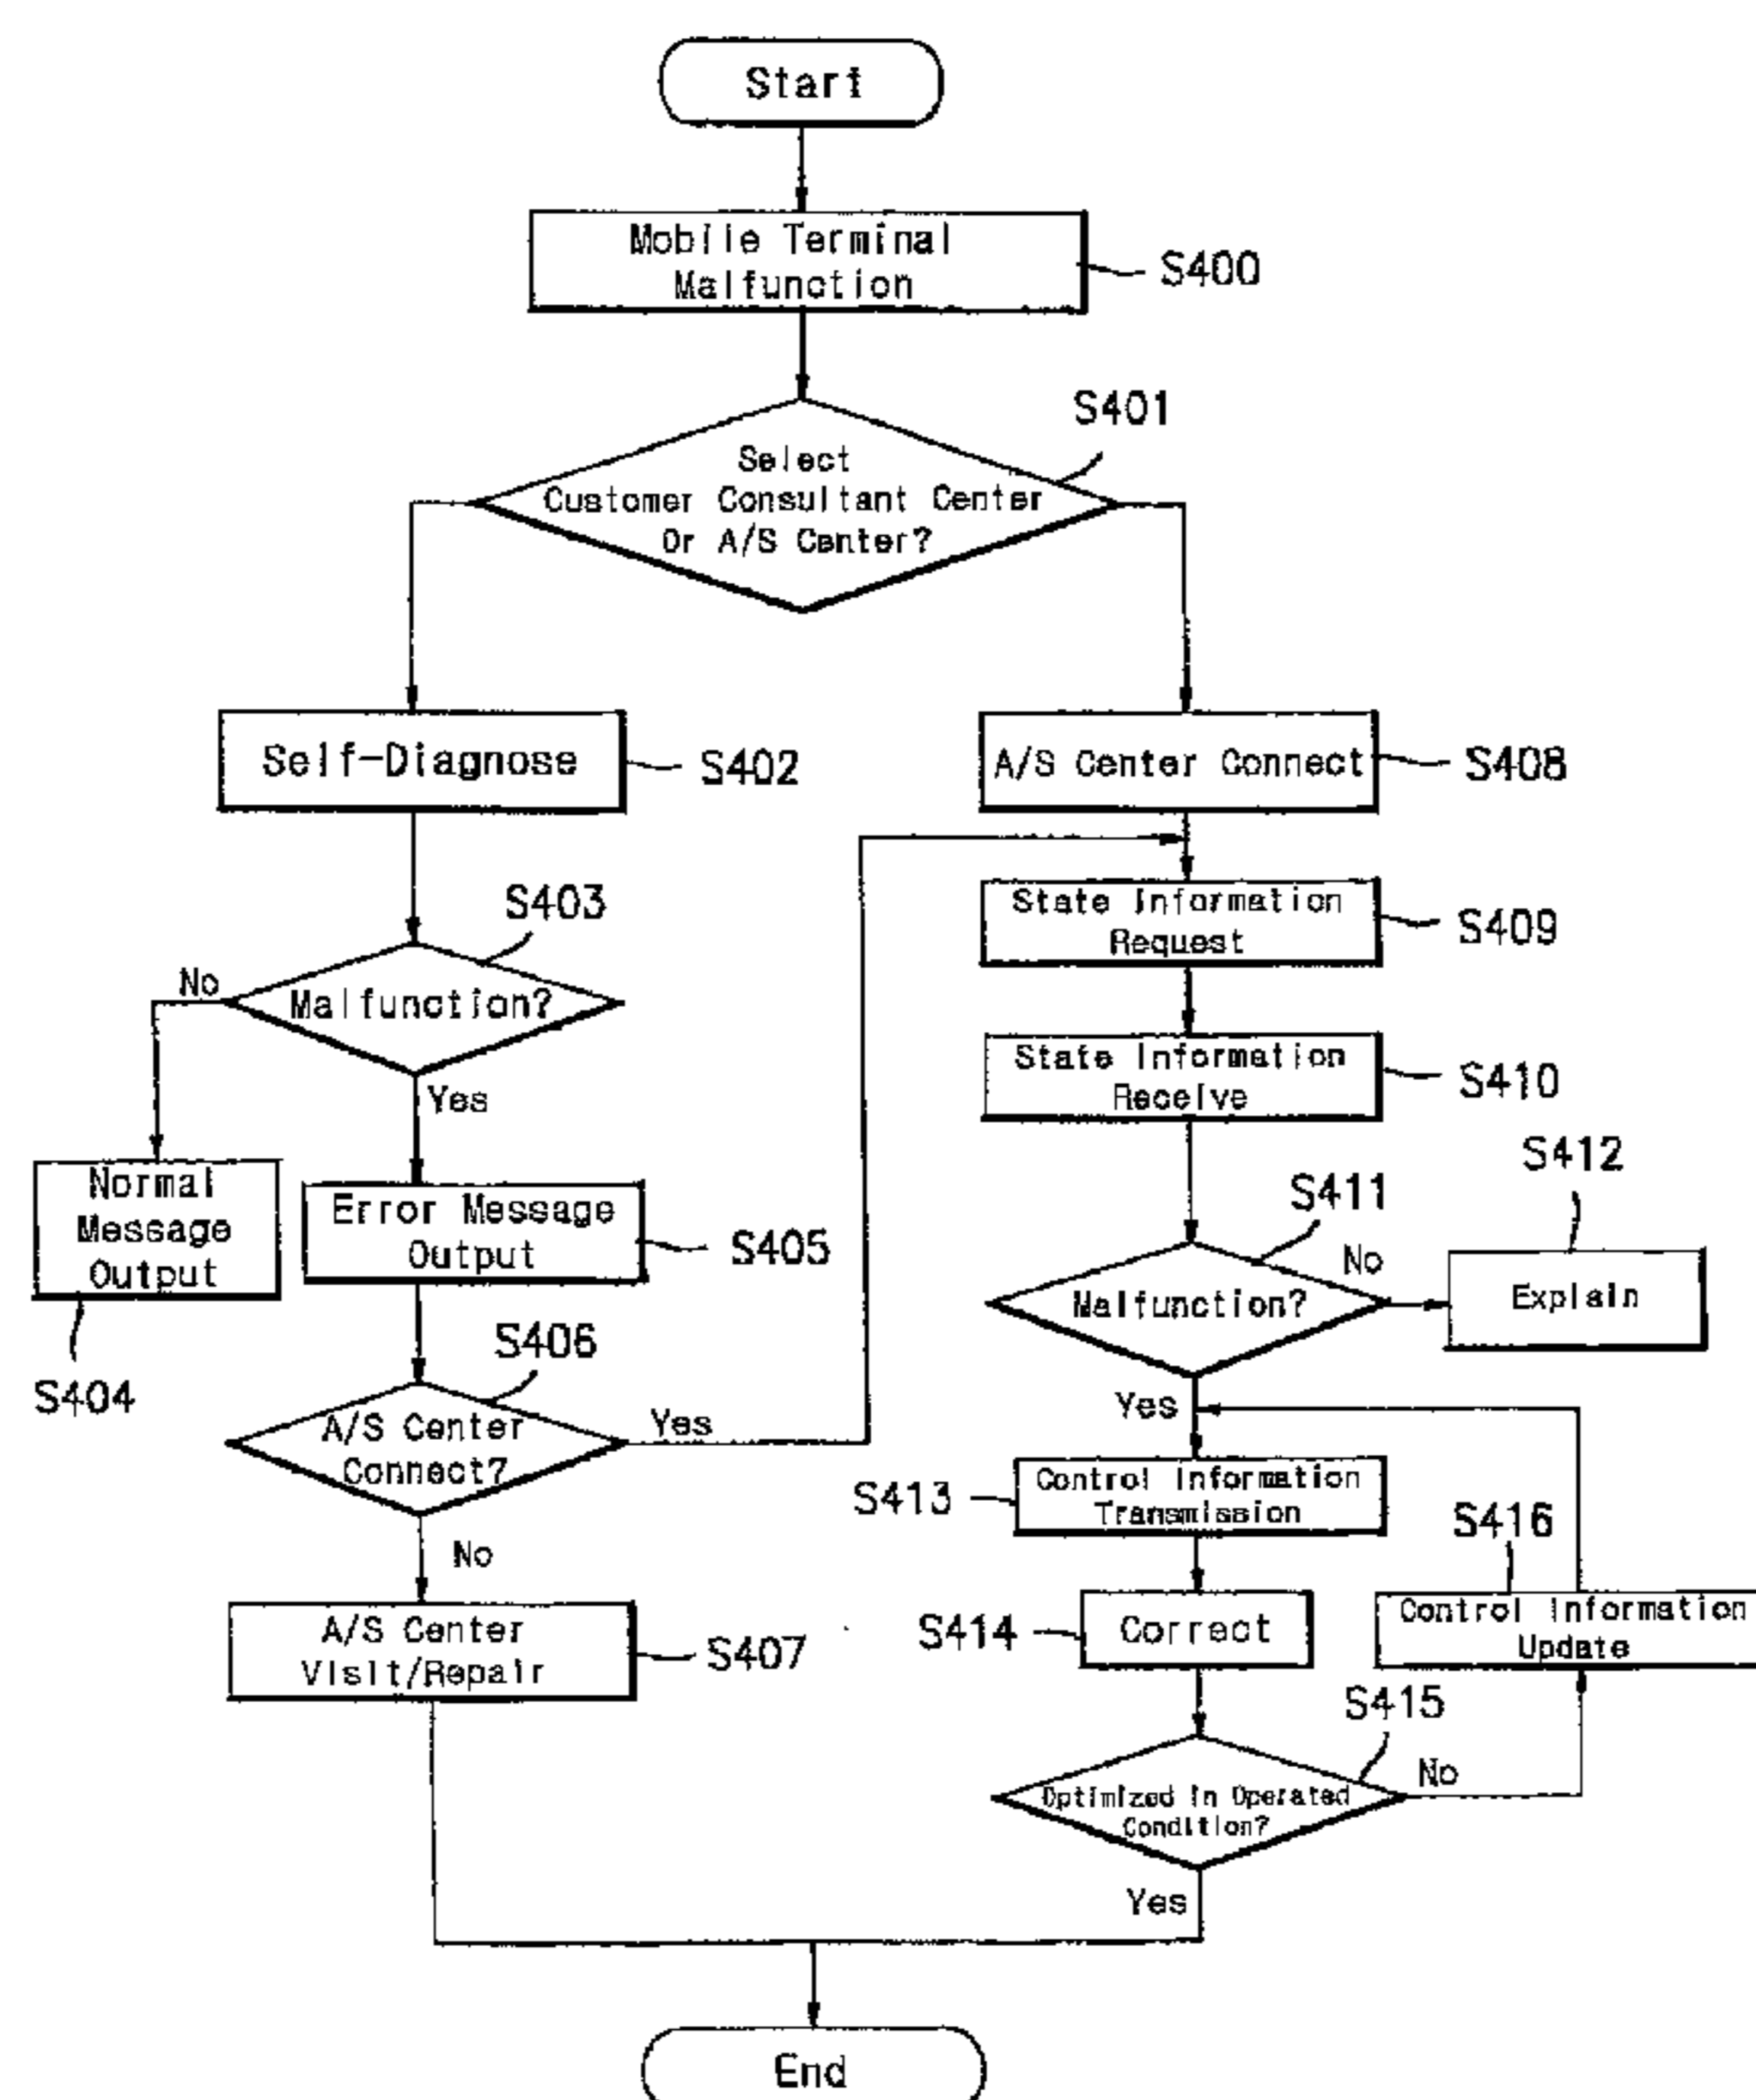 Start
Mobile Terminal
Malfunction
S400
S401
Select
Customer Consultant Center
Or A/S Center?
Self-Diagnose
S402
A/S Center Connect
S408
State Information
Request
S409
S403
No
Malfunction?
Yes
State Information
Receive
S410
Normal
Message
Output
S404
Error Message
Output
S405
S411
S412
Malfunction?
No
Explain
Yes
S406
A/S Center
Connect?
Yes
No
S413
Control Information
Transmission
S416
Control Information
Update
A/S Center
Visit/Repair
S407
S414
Correct
S415
Optimized in Operated
Condition?
No
Yes
End